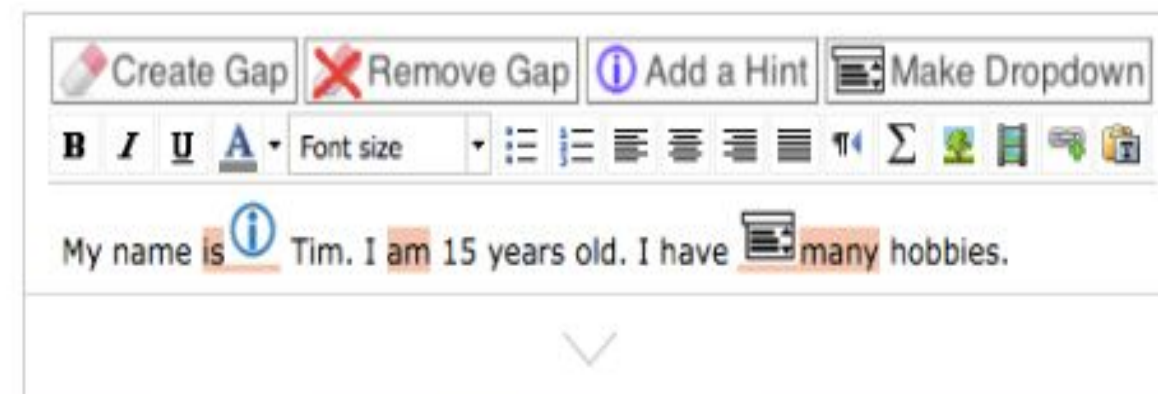 Create Gap Remove Gap Add a Hint Make Dropdown
B I U A Font size
My name is Tim. I am 15 years old. I have many hobbies.